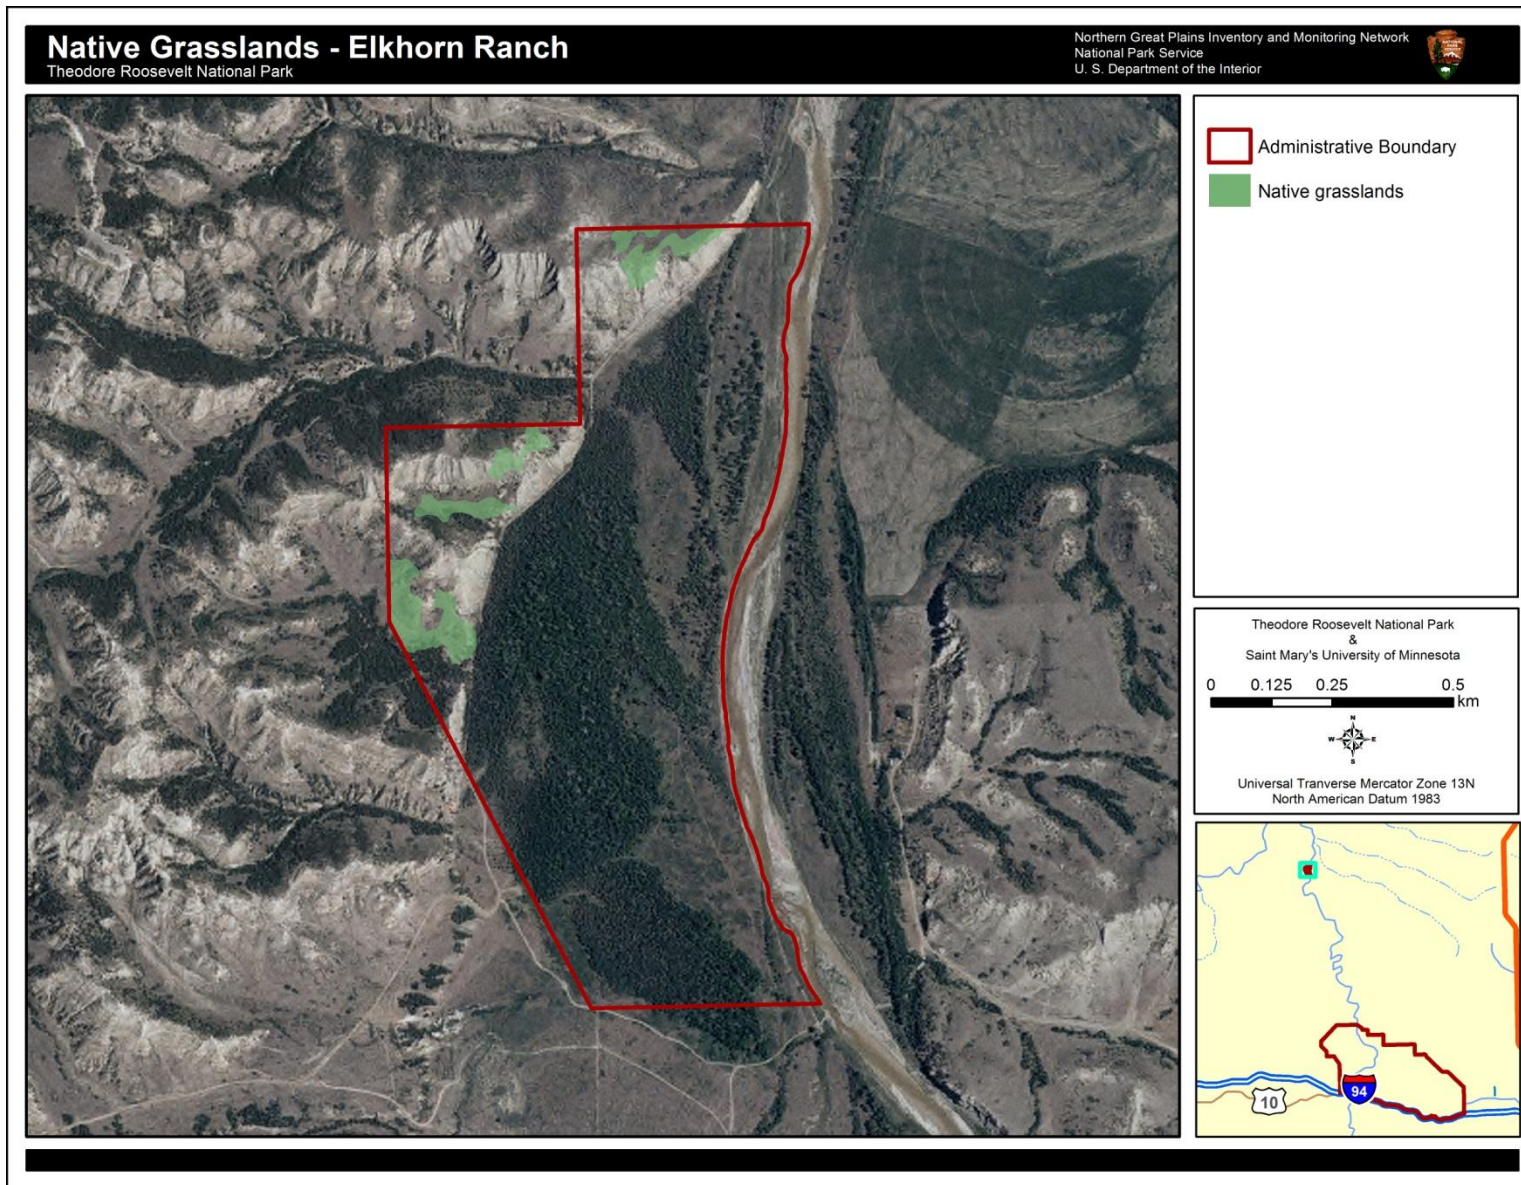 Native Grasslands - Elkhorn Ranch
Theodore Roosevelt National Park
Northern Great Plains Inventory and Monitoring Network
National Park Service
U. S. Department of the Interior
Administrative Boundary
Native grasslands
Theodore Roosevelt National Park
&
Saint Mary's University of Minnesota
0 0.125 0.25 0.5
km
N
W E
S
Universal Tranverse Mercator Zone 13N
North American Datum 1983
94
10